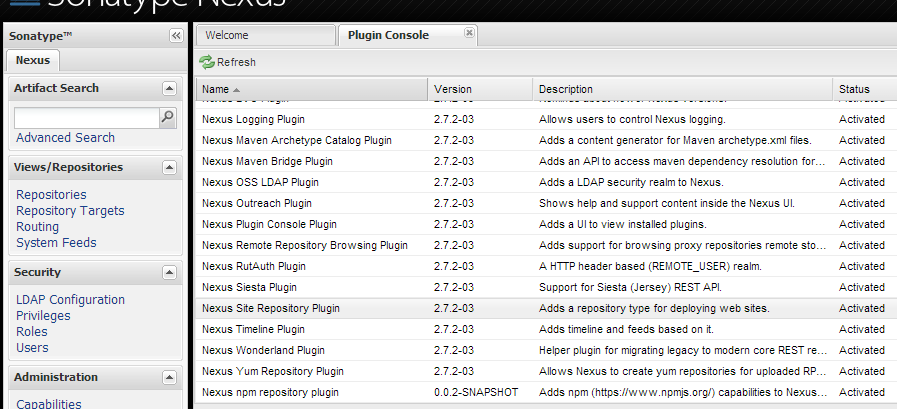 Sonatype Nexus
Sonatype™
Welcome
Plugin Console
Nexus
Refresh
Artifact Search
Name Version Description Status
Nexus Logging Plugin 2.7.2-03 Allows users to control Nexus logging. Activated
Advanced Search
Nexus Maven Archetype Catalog Plugin 2.7.2-03 Adds a content generator for Maven archetype.xml files. Activated
Nexus Maven Bridge Plugin 2.7.2-03 Adds an API to access maven dependency resolution for... Activated
Views/Repositories
Nexus OSS LDAP Plugin 2.7.2-03 Adds a LDAP security realm to Nexus. Activated
Repositories
Nexus Outreach Plugin 2.7.2-03 Shows help and support content inside the Nexus UI. Activated
Repository Targets
Nexus Plugin Console Plugin 2.7.2-03 Adds a UI to view installed plugins. Activated
Routing
System Feeds
Nexus Remote Repository Browsing Plugin 2.7.2-03 Adds support for browsing proxy repositories remote sto... Activated
Security
Nexus RutAuth Plugin 2.7.2-03 A HTTP header based (REMOTE_USER) realm. Activated
Nexus Siesta Plugin 2.7.2-03 Support for Siesta (Jersey) REST API. Activated
LDAP Configuration
Nexus Site Repository Plugin 2.7.2-03 Adds a repository type for deploying web sites. Activated
Privileges
Roles
Nexus Timeline Plugin 2.7.2-03 Adds timeline and feeds based on it. Activated
Users
Nexus Wonderland Plugin 2.7.2-03 Helper plugin for migrating legacy to modern core REST re... Activated
Nexus Yum Repository Plugin 2.7.2-03 Allows Nexus to create yum repositories for uploaded RP... Activated
Administration
Nexus npm repository plugin 0.0.2-SNAPSHOT Adds npm (https://www.npmjs.org/) capabilities to Nexus... Activated
Capabilities